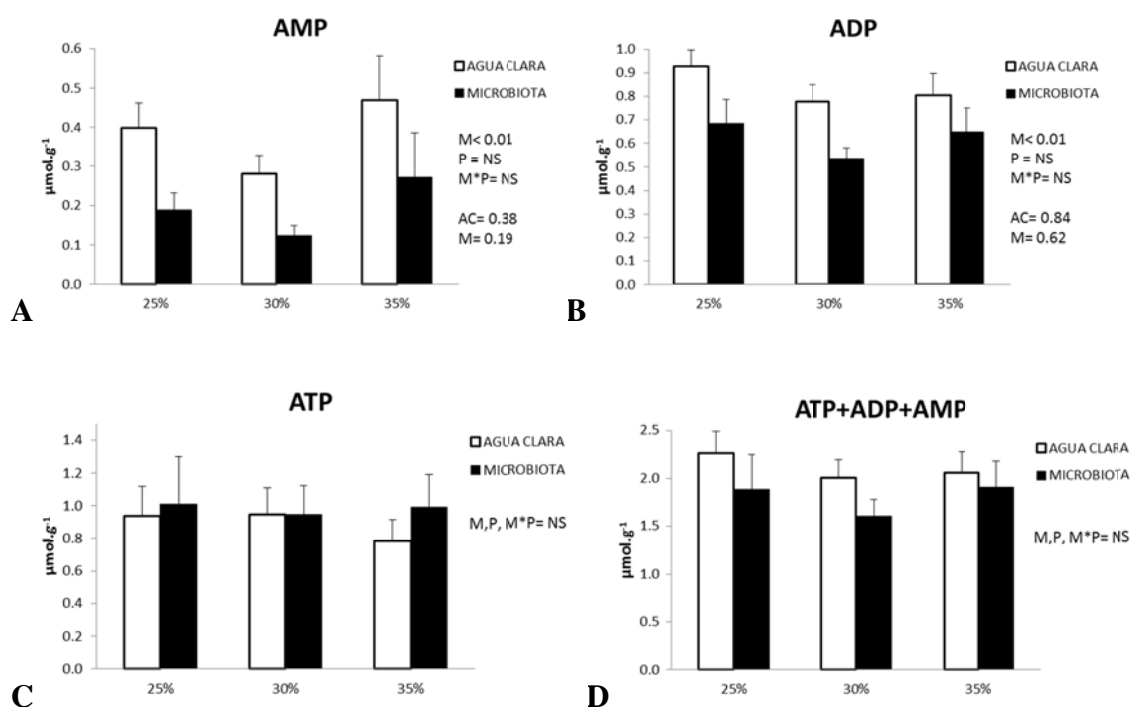 AMP
0.6
0.5
0.4
0.3
0.2
0.1
0.0
µmol.g⁻¹
25%
30%
35%
AGUA CLARA
MICROBIOTA
M< 0.01
P = NS
M*P= NS
AC= 0.38
M= 0.19
A
ADP
1.0
0.9
0.8
0.7
0.6
0.5
0.4
0.3
0.2
0.1
0.0
µmol.g⁻¹
25%
30%
35%
AGUA CLARA
MICROBIOTA
M< 0.01
P = NS
M*P= NS
AC= 0.84
M= 0.62
B
ATP
1.4
1.2
1.0
0.8
0.6
0.4
0.2
0.0
µmol.g⁻¹
25%
30%
35%
AGUA CLARA
MICROBIOTA
M,P, M*P= NS
C
ATP+ADP+AMP
2.5
2.0
1.5
1.0
0.5
0.0
µmol.g⁻¹
25%
30%
35%
AGUA CLARA
MICROBIOTA
M,P, M*P= NS
D